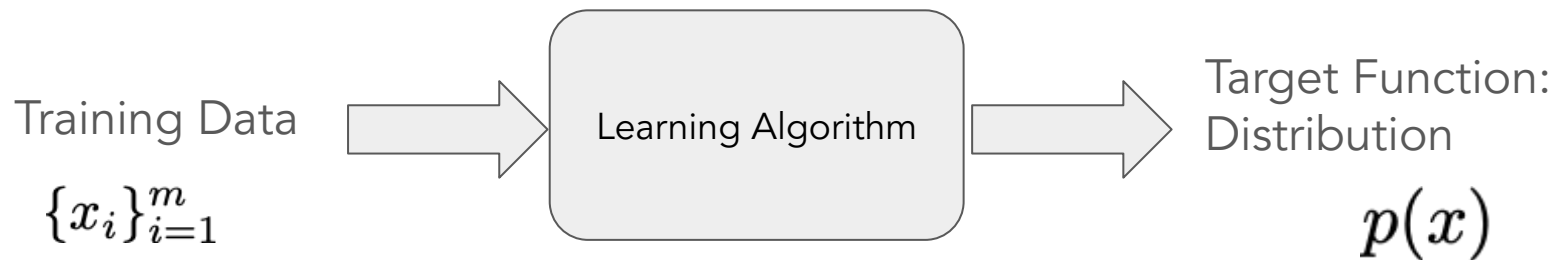 Training Data
{x_i}_{i=1}^m
Learning Algorithm
Target Function:
Distribution
p(x)